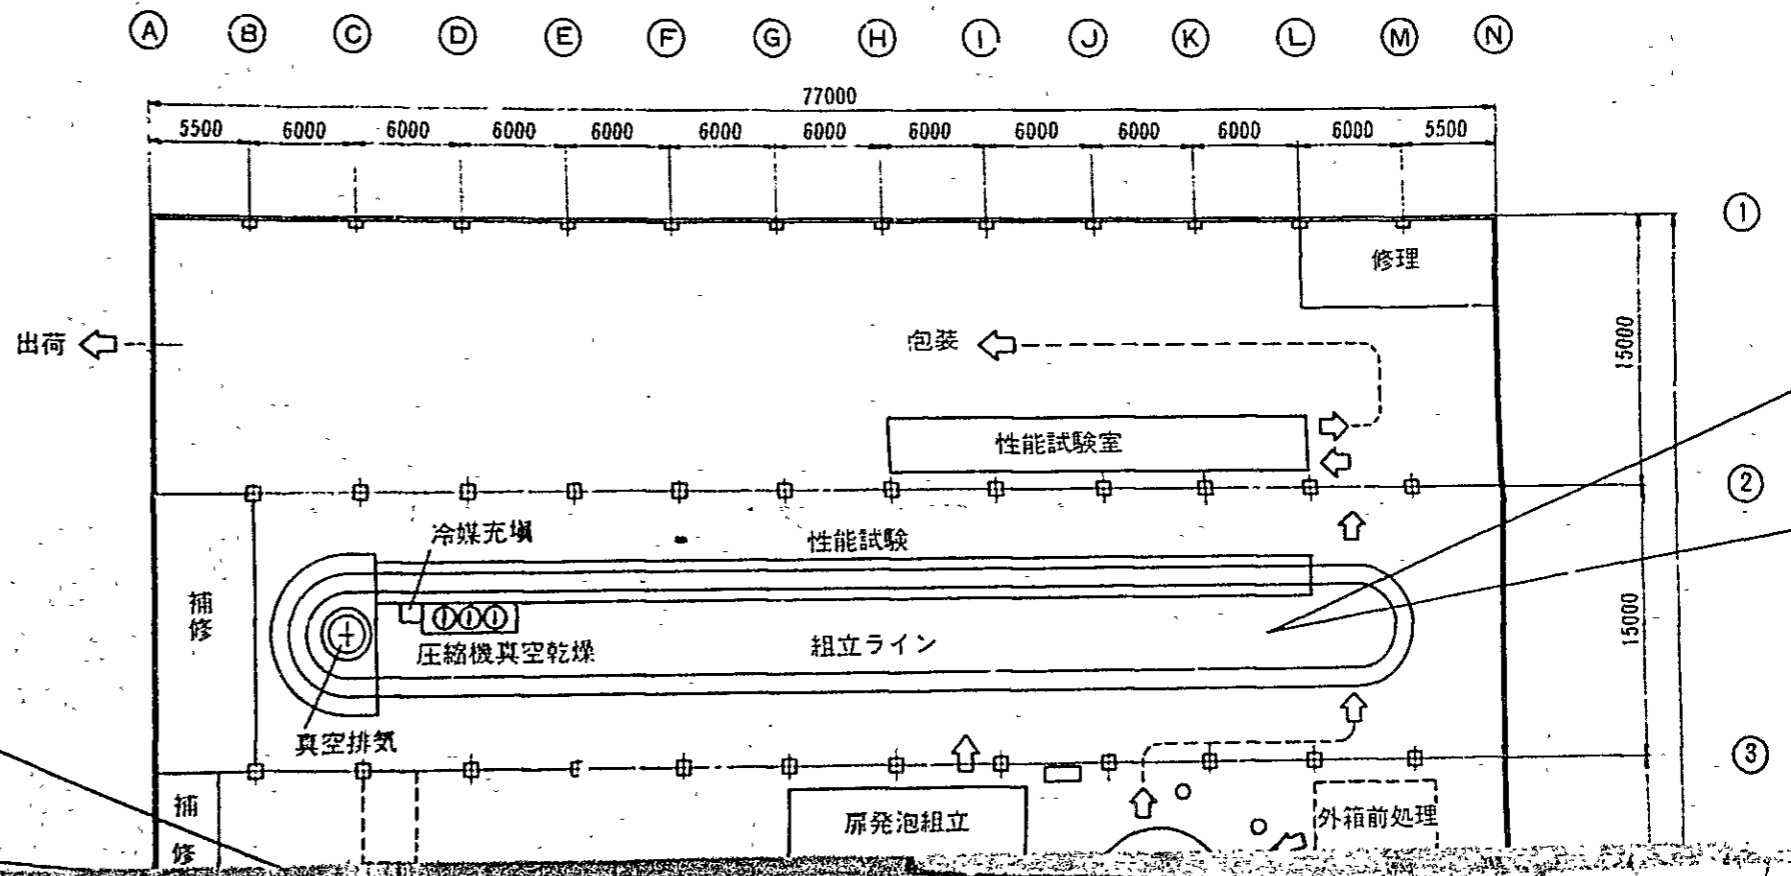 A B C D E F G H I J K L M N
77000
5500 6000 6000 6000 6000 6000 6000 6000 6000 6000 6000 6000 5500
1
修理
15000
出荷
包装
性能試験室
2
冷媒充塡
性能試験
補修
圧縮機真空乾燥
組立ライン
15000
真空排気
3
補修
扉発泡組立
外箱前処理